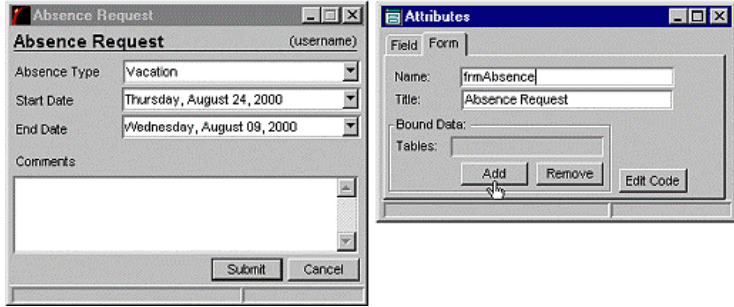 Absence Request
Absence Request (username)
Absence Type Vacation
Start Date Thursday, August 24, 2000
End Date Wednesday, August 09, 2000
Comments
Submit Cancel
Attributes
Field Form
Name: frmAbsence
Title: Absence Request
Bound Data:
Tables:
Add Remove Edit Code